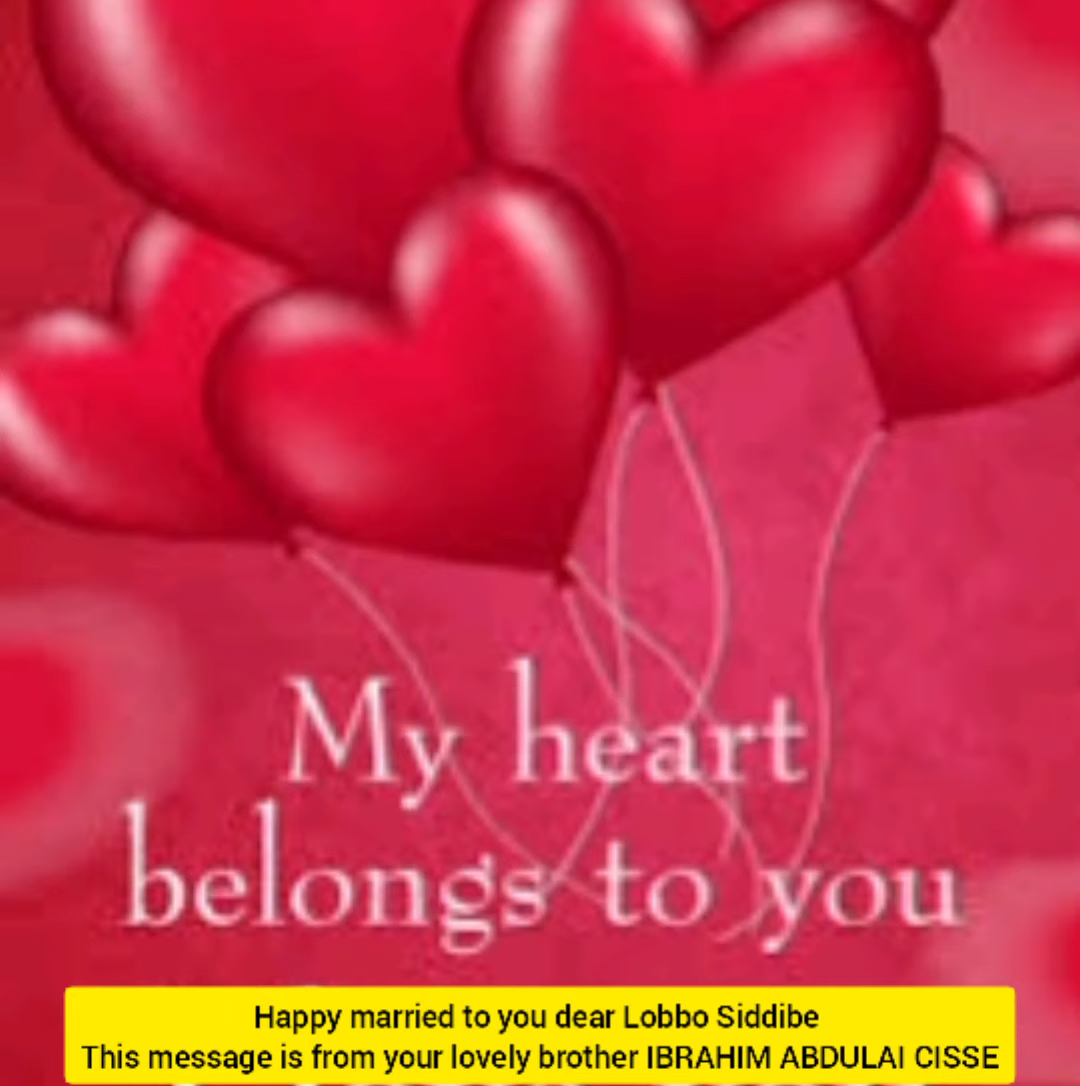 My heart
belongs to you
Happy married to you dear Lobbo Siddibe
This message is from your lovely brother IBRAHIM ABDULAI CISSE